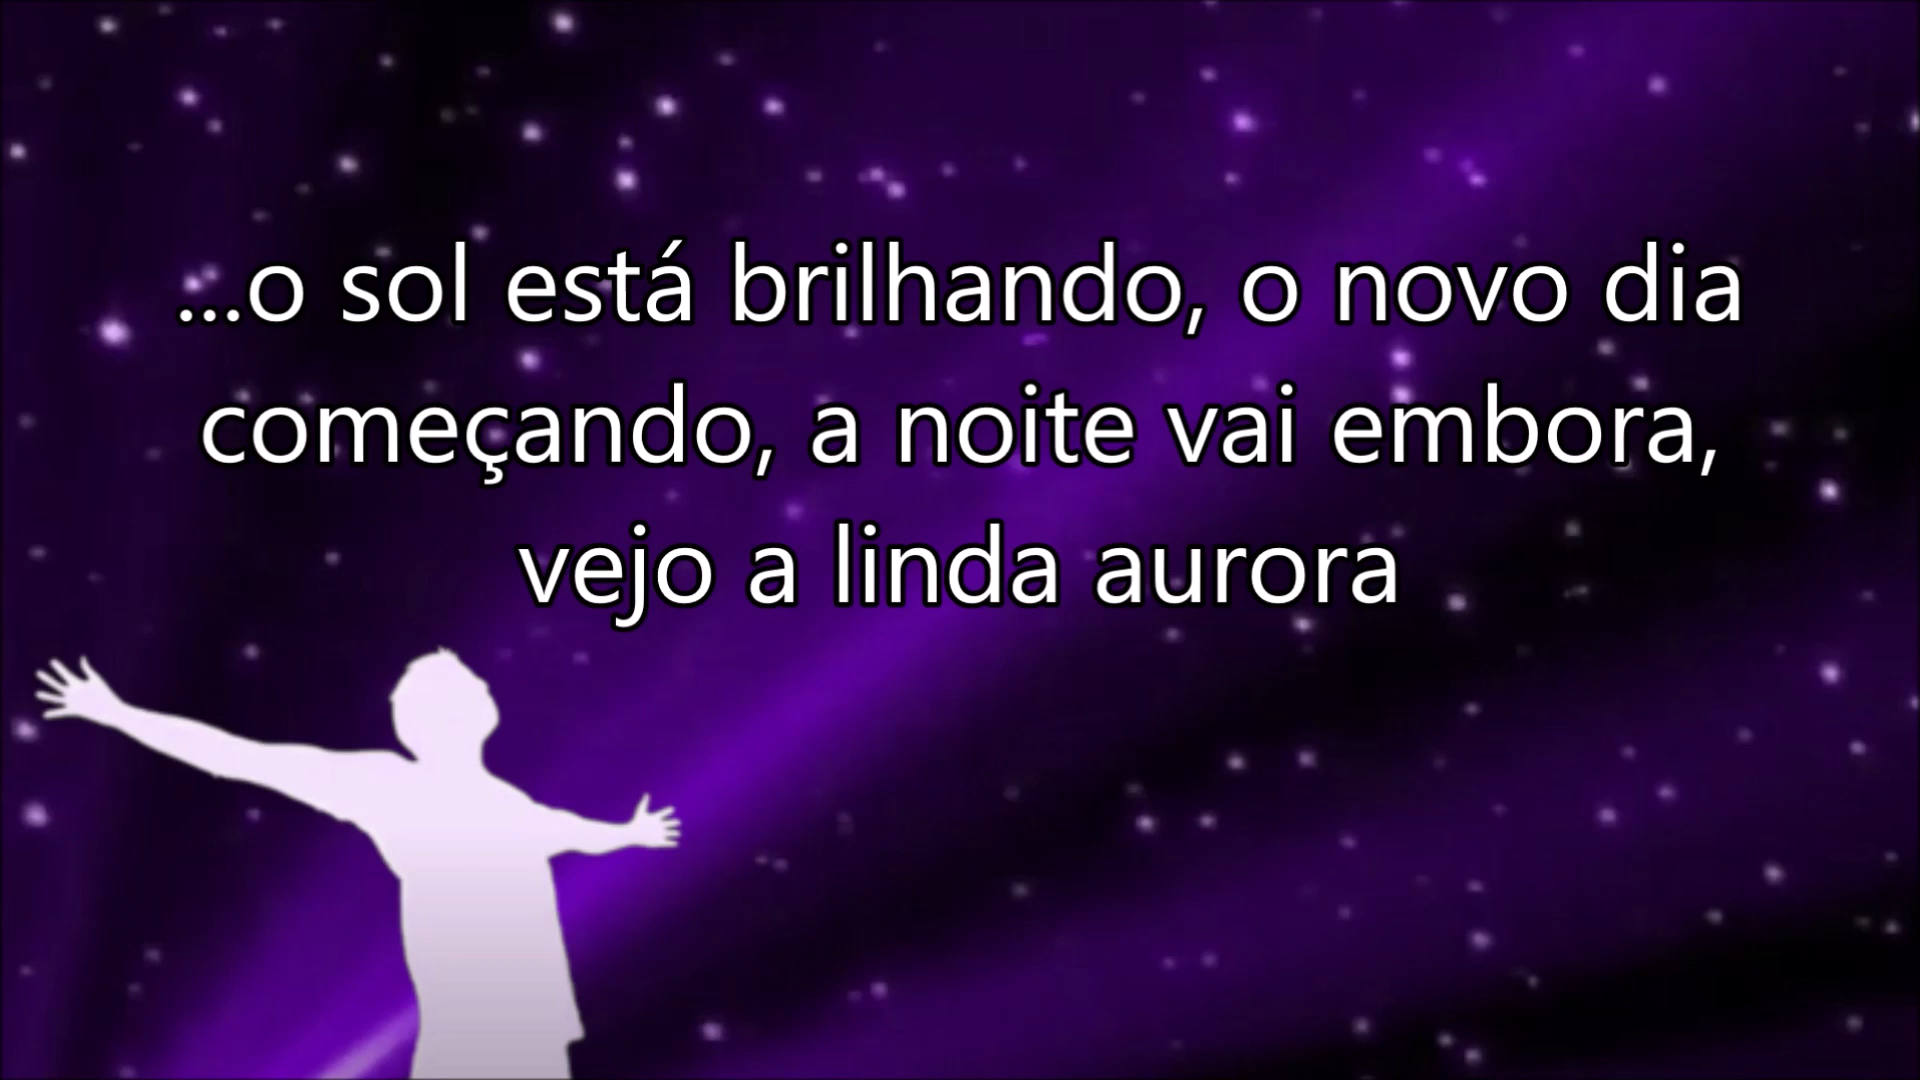 ...o sol está brilhando, o novo dia
começando, a noite vai embora,
vejo a linda aurora